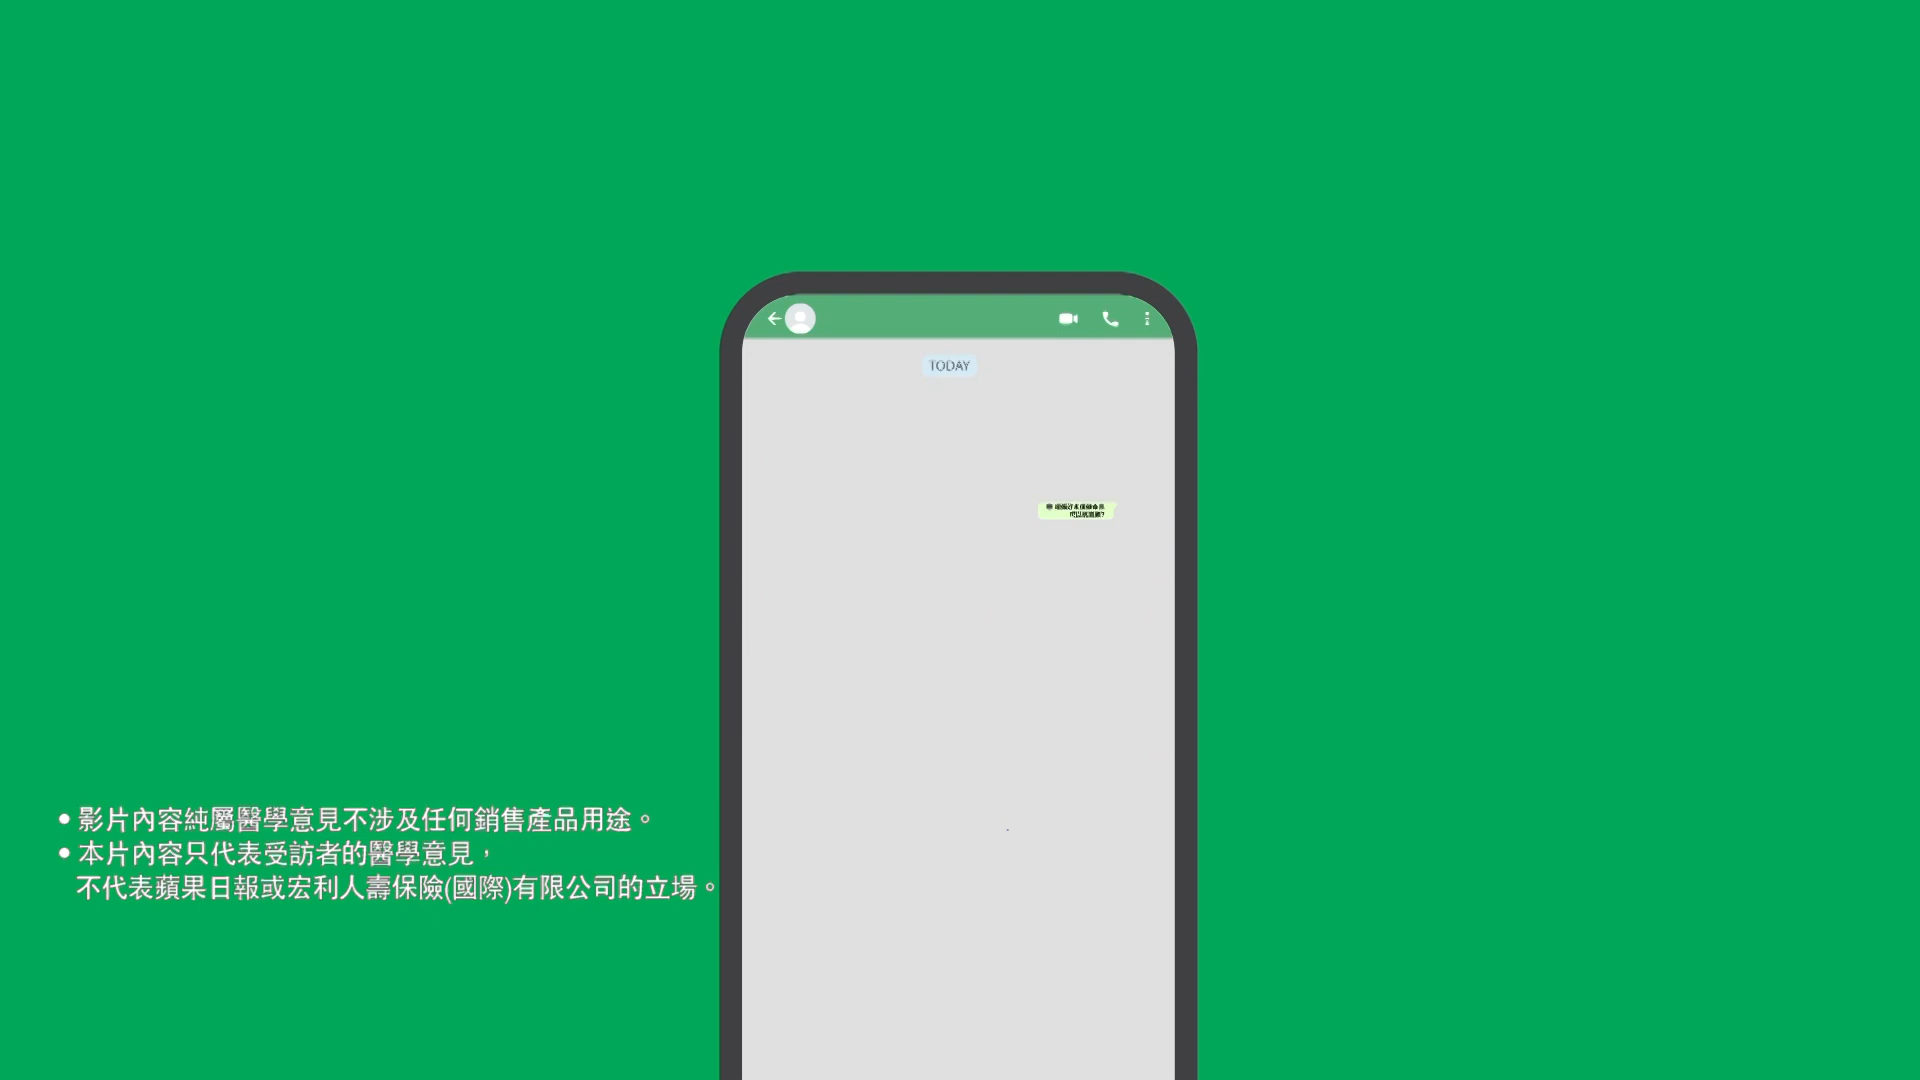 TODAY
• 影片內容純屬醫學意見不涉及任何銷售產品用途。
• 本片內容只代表受訪者的醫學意見，
不代表蘋果日報或宏利人壽保險(國際)有限公司的立場。